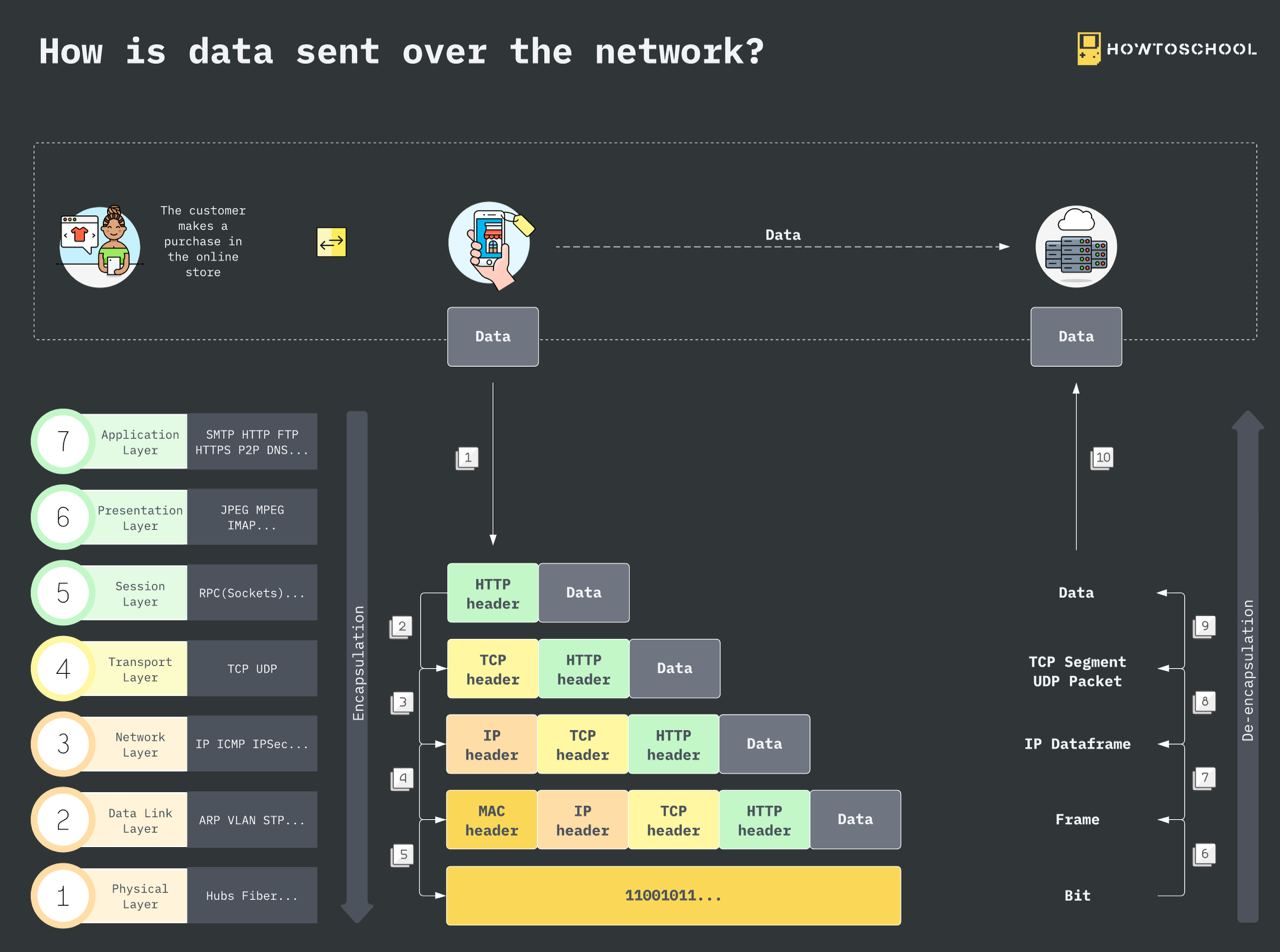 How is data sent over the network?
HOWTOSCHOOL
The customer
makes a
purchase in
the online
store
Data
Data
Data
7
Application
Layer
SMTP HTTP FTP
HTTPS P2P DNS...
6
Presentation
Layer
JPEG MPEG
IMAP...
5
Session
Layer
RPC(Sockets)...
4
Transport
Layer
TCP UDP
3
Network
Layer
IP ICMP IPSec...
2
Data Link
Layer
ARP VLAN STP...
1
Physical
Layer
Hubs Fiber...
Encapsulation
1
2
3
4
5
HTTP
header
Data
TCP
header
HTTP
header
Data
IP
header
TCP
header
HTTP
header
Data
MAC
header
IP
header
TCP
header
HTTP
header
Data
11001011...
10
Data
TCP Segment
UDP Packet
IP Dataframe
Frame
Bit
9
8
7
6
De-encapsulation